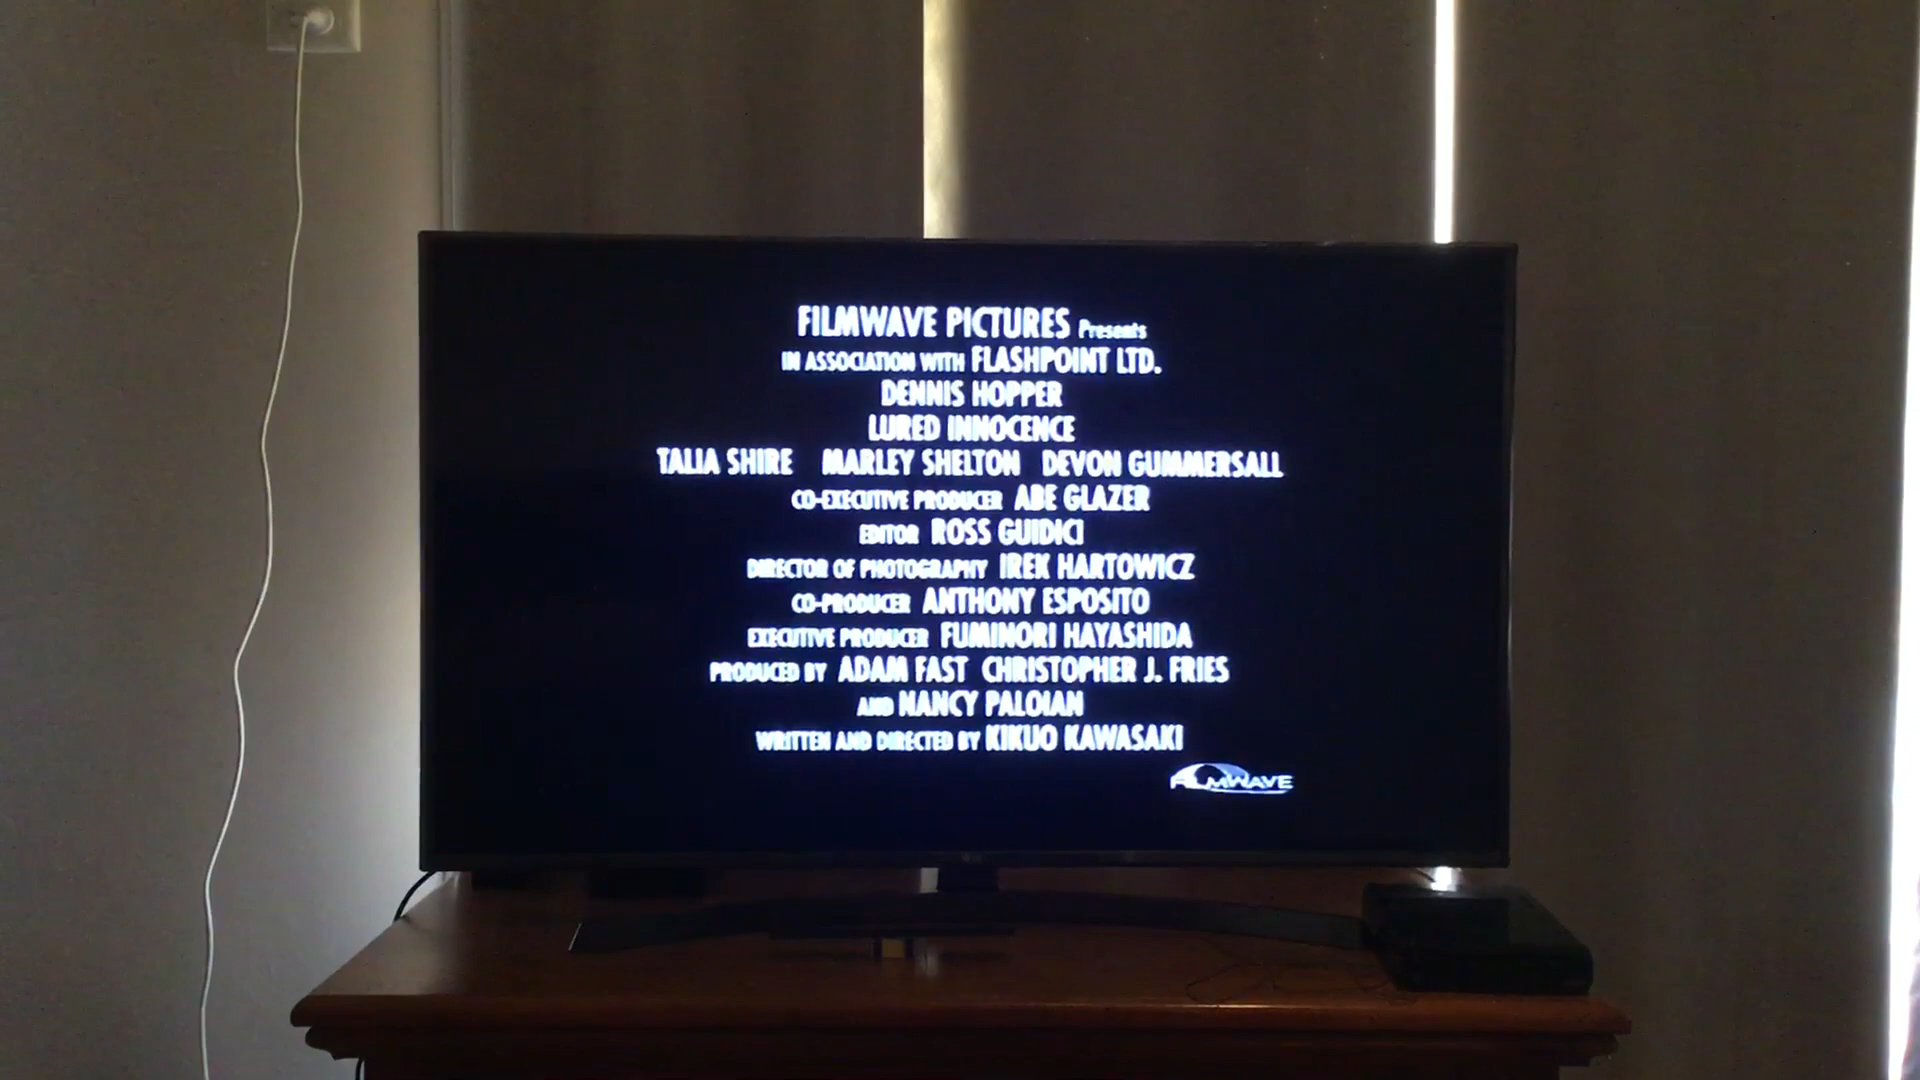 FILMWAVE PICTURES Presents
IN ASSOCIATION WITH FLASHPOINT LTD.
DENNIS HOPPER
LURED INNOCENCE
TALIA SHIRE MARLEY SHELTON DEVON GUMMERSALL
CO-EXECUTIVE PRODUCER ABE GLAZER
EDITOR ROSS GUIDICI
DIRECTOR OF PHOTOGRAPHY IREK HARTOWICZ
CO-PRODUCER ANTHONY ESPOSITO
EXECUTIVE PRODUCER FUMINORI HAYASHIDA
PRODUCED BY ADAM FAST CHRISTOPHER J. FRIES
AND NANCY PALOIAN
WRITTEN AND DIRECTED BY KIKUO KAWASAKI
FILMWAVE
LG